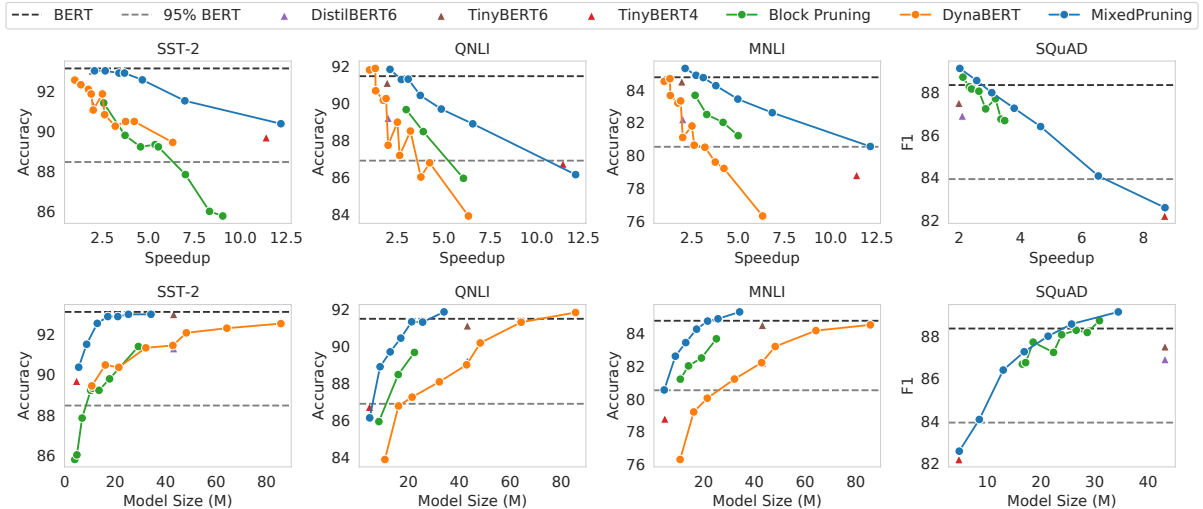 BERT 95% BERT DistilBERT6 TinyBERT6 TinyBERT4 Block Pruning DynaBERT MixedPruning
SST-2 QNLI MNLI SQuAD
Accuracy
92
90
88
86
2.5 5.0 7.5 10.0 12.5
Speedup
Accuracy
92
90
88
86
84
2.5 5.0 7.5 10.0 12.5
Speedup
Accuracy
84
82
80
78
76
2.5 5.0 7.5 10.0 12.5
Speedup
F1
88
86
84
82
2 4 6 8
Speedup
SST-2 QNLI MNLI SQuAD
Accuracy
92
90
88
86
0 20 40 60 80
Model Size (M)
Accuracy
92
90
88
86
84
20 40 60 80
Model Size (M)
Accuracy
84
82
80
78
76
20 40 60 80
Model Size (M)
F1
88
86
84
82
10 20 30 40
Model Size (M)